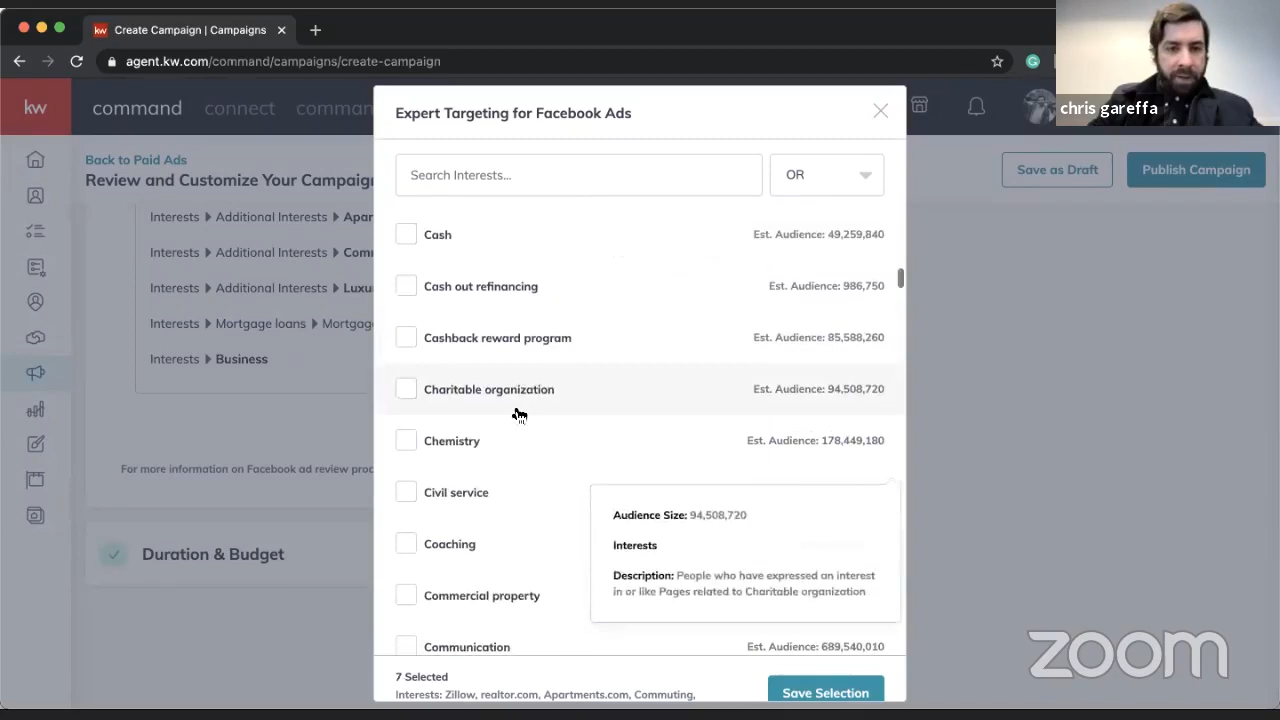 Create Campaign | Campaigns
agent.kw.com/command/campaigns/create-campaign
chris gareffa
kw
command
connect
comman
Back to Paid Ads
Review and Customize Your Campaig
Save as Draft
Publish Campaign
Interests Additional Interests Apar
Interests Additional Interests Comm
Interests Additional Interests Luxu
Interests Mortgage loans Mortgag
Interests Business
For more information on Facebook ad review proc
Duration & Budget
Expert Targeting for Facebook Ads
Search Interests...
OR
Cash Est. Audience: 49,259,840
Cash out refinancing Est. Audience: 986,750
Cashback reward program Est. Audience: 85,588,260
Charitable organization Est. Audience: 94,508,720
Chemistry Est. Audience: 178,449,180
Civil service
Coaching
Commercial property
Communication Est. Audience: 689,540,010
Audience Size: 94,508,720
Interests
Description: People who have expressed an interest
in or like Pages related to Charitable organization
7 Selected
Interests: Zillow, realtor.com, Apartments.com, Commuting,
Save Selection
zoom